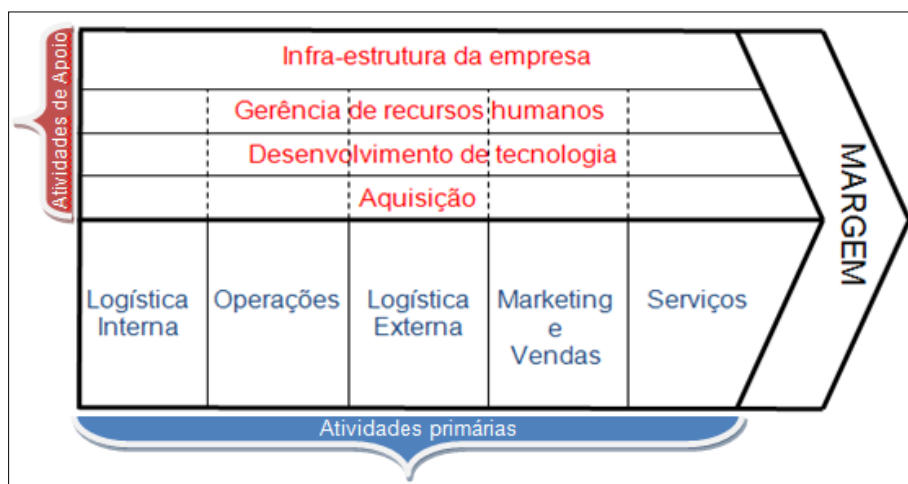 Atividades de Apoio
Infra-estrutura da empresa
Gerência de recursos humanos
Desenvolvimento de tecnologia
Aquisição
Logística
Interna
Operações
Logística
Externa
Marketing
e
Vendas
Serviços
MARGEM
Atividades primárias